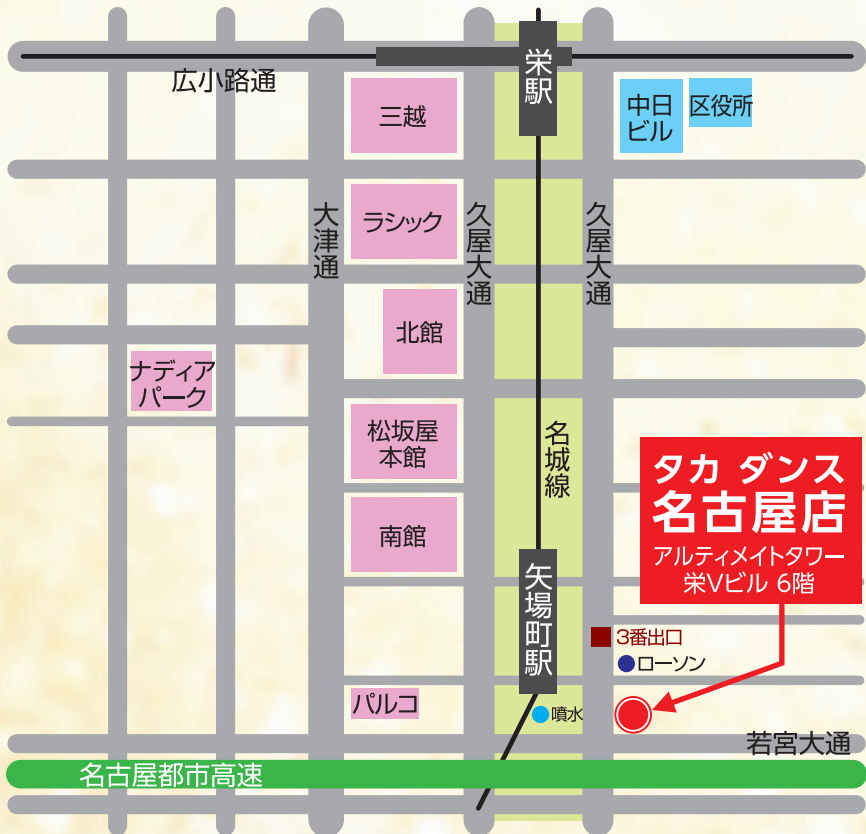 栄駅
広小路通
三越
中日
ビル
区役所
大津通
ラシック
久屋大通
久屋大通
北館
ナディア
パーク
松坂屋
本館
名城線
タカ ダンス
名古屋店
アルティメイトタワー
栄Vビル 6階
南館
矢場町駅
3番出口
ローソン
パルコ
噴水
若宮大通
名古屋都市高速